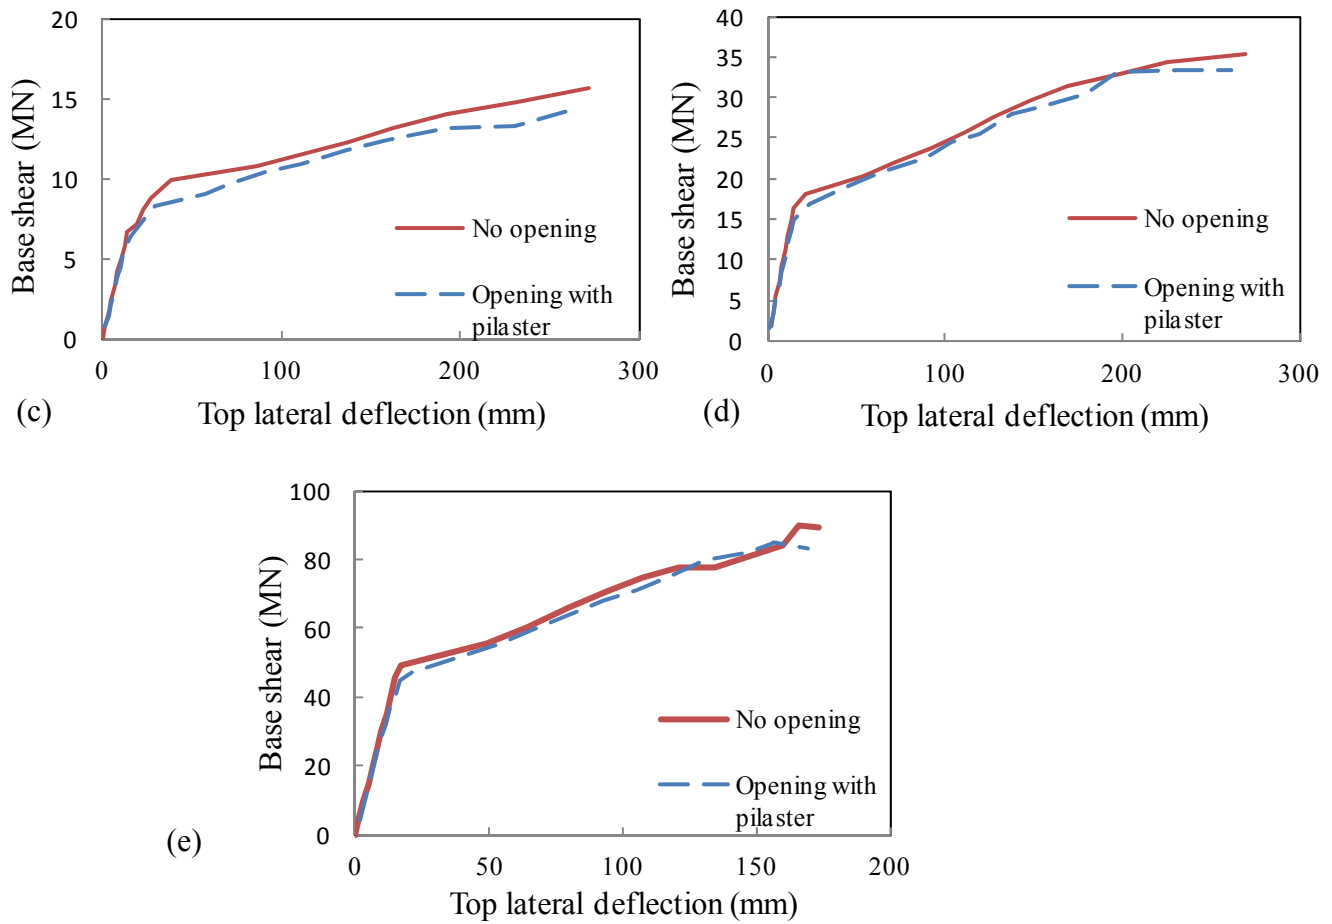 20
15
10
5
0
Base shear (MN)
No opening
Opening with
pilaster
0
100
200
300
Top lateral deflection (mm)
(c)
40
35
30
25
20
15
10
5
0
Base shear (MN)
No opening
Opening with
pilaster
0
100
200
300
Top lateral deflection (mm)
(d)
100
80
60
40
20
0
Base shear (MN)
No opening
Opening with
pilaster
0
50
100
150
200
Top lateral deflection (mm)
(e)